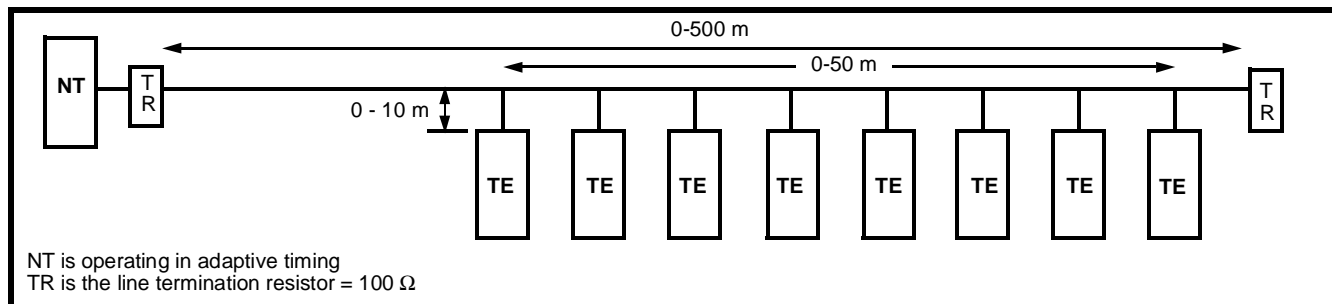 0-500 m
NT
T
R
0-50 m
T
R
0 - 10 m
TE TE TE TE TE TE TE TE
NT is operating in adaptive timing
TR is the line termination resistor = 100 Ω